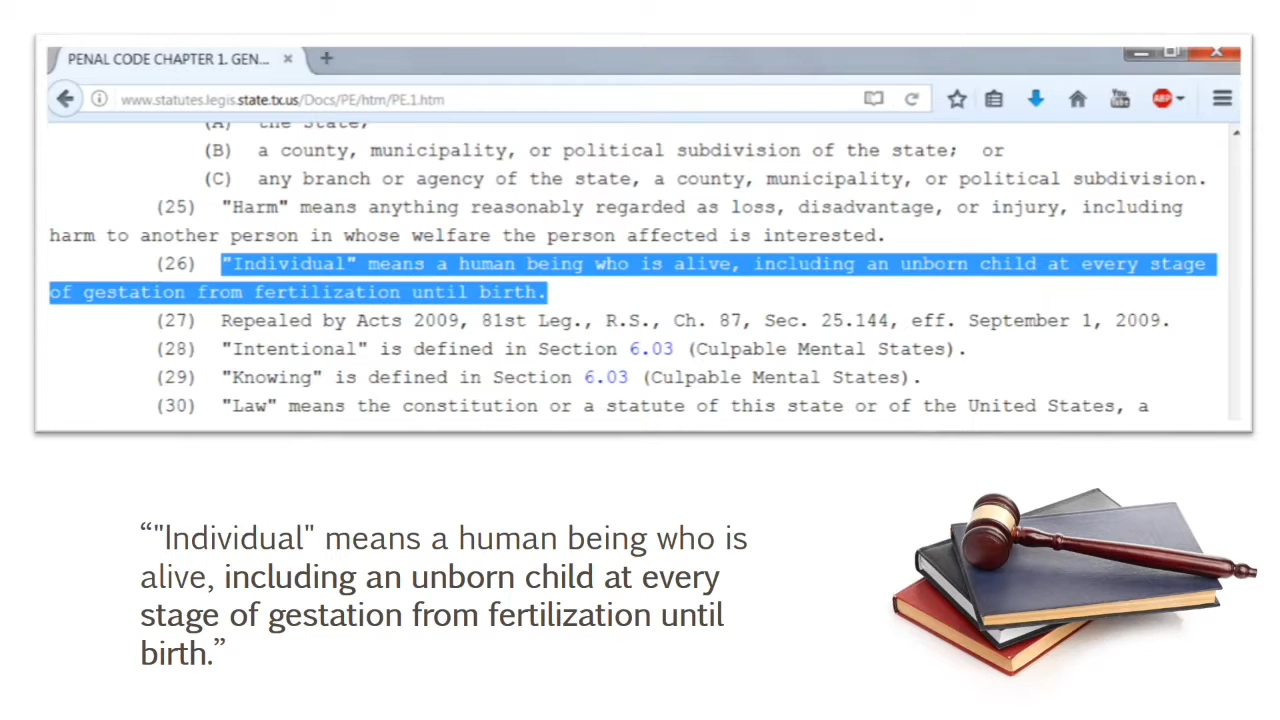 PENAL CODE CHAPTER 1. GEN...
www.statutes.legis.state.tx.us/Docs/PE/htm/PE.1.htm
You Tube
ABP
(A) the State;
(B) a county, municipality, or political subdivision of the state; or
(C) any branch or agency of the state, a county, municipality, or political subdivision.
(25) "Harm" means anything reasonably regarded as loss, disadvantage, or injury, including
harm to another person in whose welfare the person affected is interested.
(26) "Individual" means a human being who is alive, including an unborn child at every stage
of gestation from fertilization until birth.
(27) Repealed by Acts 2009, 81st Leg., R.S., Ch. 87, Sec. 25.144, eff. September 1, 2009.
(28) "Intentional" is defined in Section 6.03 (Culpable Mental States).
(29) "Knowing" is defined in Section 6.03 (Culpable Mental States).
(30) "Law" means the constitution or a statute of this state or of the United States, a
“"Individual" means a human being who is
alive, including an unborn child at every
stage of gestation from fertilization until
birth.”